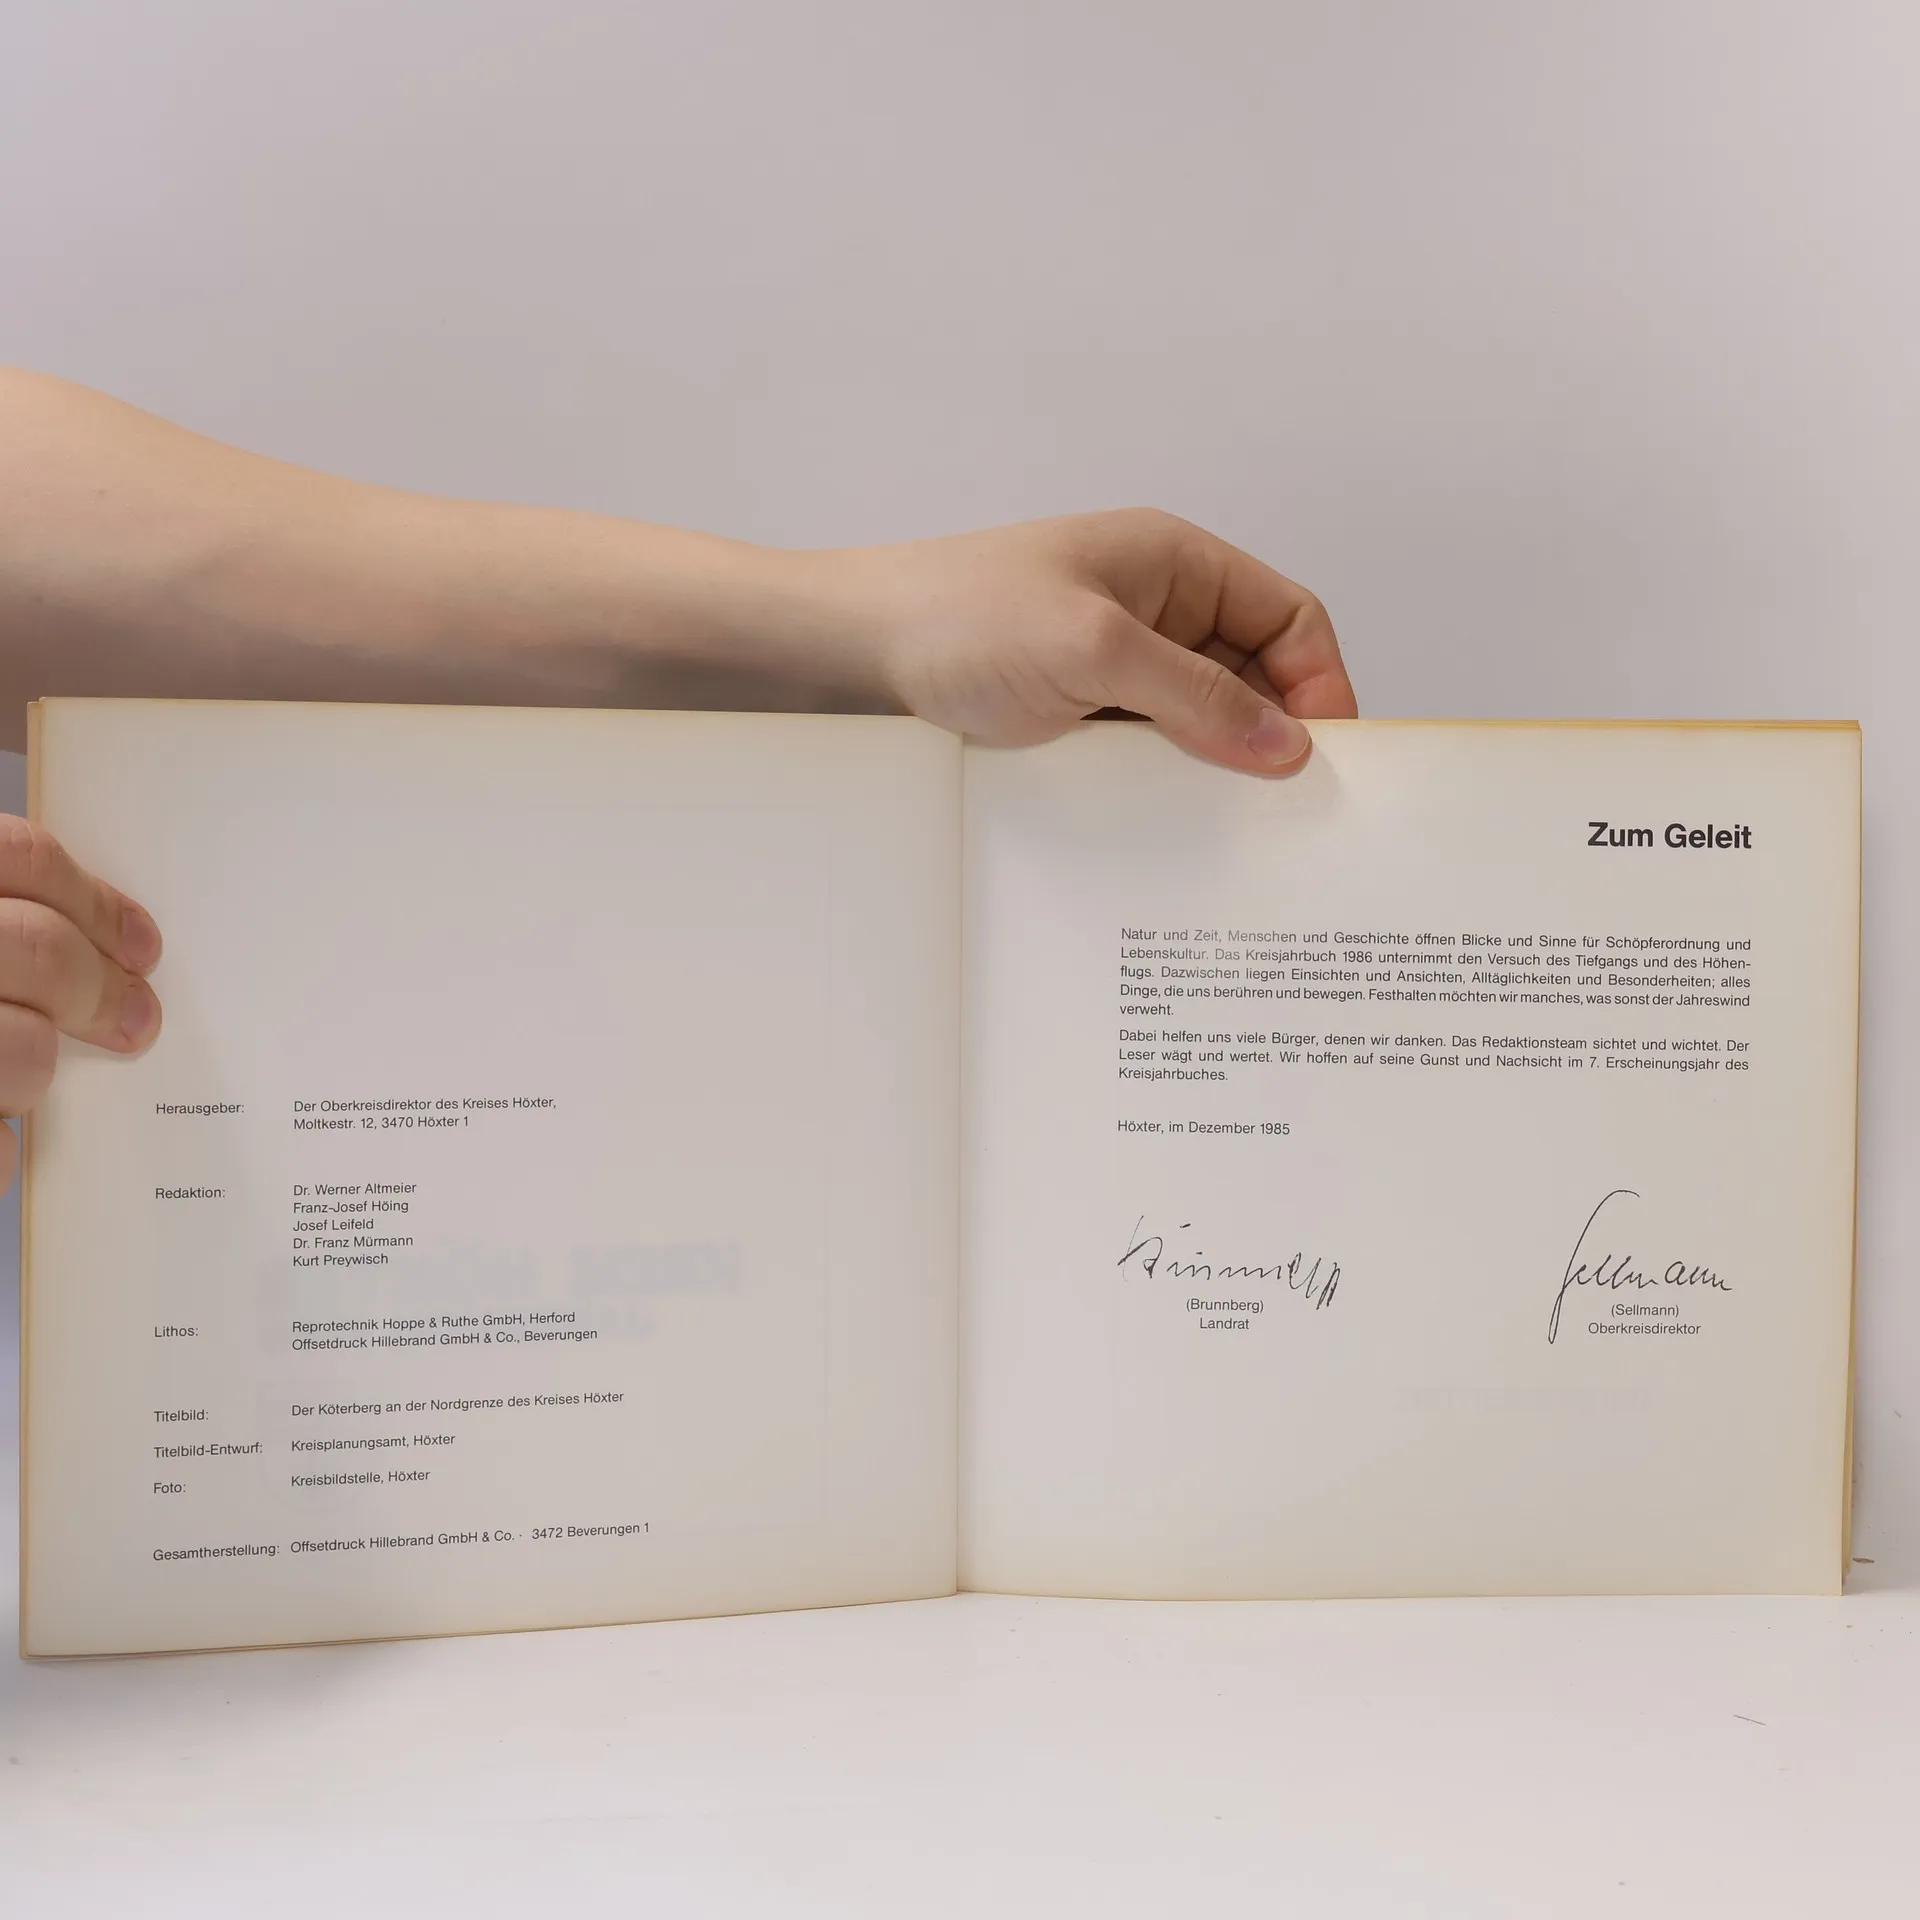 Herausgeber: Der Oberkreisdirektor des Kreises Höxter,
Moltkestr. 12, 3470 Höxter 1
Redaktion: Dr. Werner Altmeier
Franz-Josef Höing
Josef Leifeld
Dr. Franz Mürmann
Kurt Preywisch
Lithos: Reprotechnik Hoppe & Ruthe GmbH, Herford
Offsetdruck Hillebrand GmbH & Co., Beverungen
Titelbild: Der Köterberg an der Nordgrenze des Kreises Höxter
Titelbild-Entwurf: Kreisplanungsamt, Höxter
Foto: Kreisbildstelle, Höxter
Gesamtherstellung: Offsetdruck Hillebrand GmbH & Co. · 3472 Beverungen 1
Zum Geleit
Natur und Zeit, Menschen und Geschichte öffnen Blicke und Sinne für Schöpferordnung und
Lebenskultur. Das Kreisjahrbuch 1986 unternimmt den Versuch des Tiefgangs und des Höhen-
flugs. Dazwischen liegen Einsichten und Ansichten, Alltäglichkeiten und Besonderheiten; alles
Dinge, die uns berühren und bewegen. Festhalten möchten wir manches, was sonst der Jahreswind
verweht.
Dabei helfen uns viele Bürger, denen wir danken. Das Redaktionsteam sichtet und wichtet. Der
Leser wägt und wertet. Wir hoffen auf seine Gunst und Nachsicht im 7. Erscheinungsjahr des
Kreisjahrbuches.
Höxter, im Dezember 1985
Sellmann
(Brunnberg)
Landrat
(Sellmann)
Oberkreisdirektor